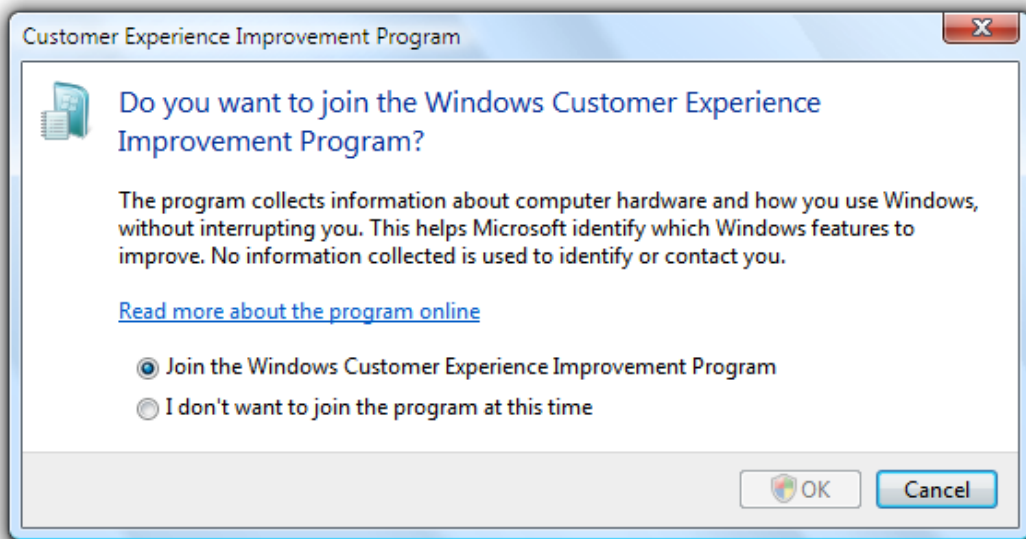 Customer Experience Improvement Program
Do you want to join the Windows Customer Experience
Improvement Program?
The program collects information about computer hardware and how you use Windows,
without interrupting you. This helps Microsoft identify which Windows features to
improve. No information collected is used to identify or contact you.
Read more about the program online
Join the Windows Customer Experience Improvement Program
I don't want to join the program at this time
OK
Cancel